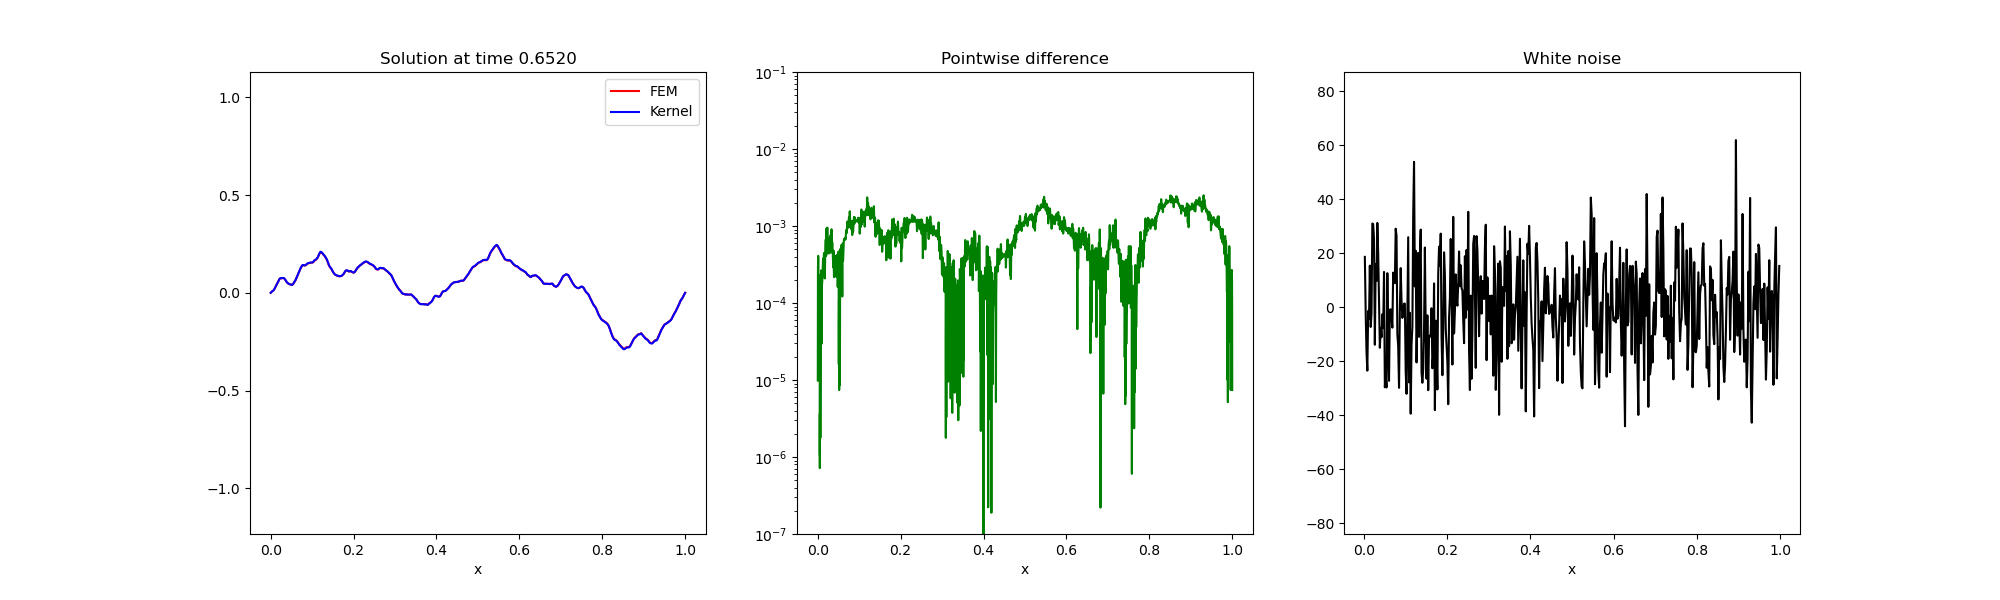 Solution at time 0.6520
1.0
0.5
0.0
−0.5
−1.0
0.0 0.2 0.4 0.6 0.8 1.0
x
FEM
Kernel
Pointwise difference
10⁻¹
10⁻²
10⁻³
10⁻⁴
10⁻⁵
10⁻⁶
10⁻⁷
0.0 0.2 0.4 0.6 0.8 1.0
x
White noise
80
60
40
20
0
−20
−40
−60
−80
0.0 0.2 0.4 0.6 0.8 1.0
x